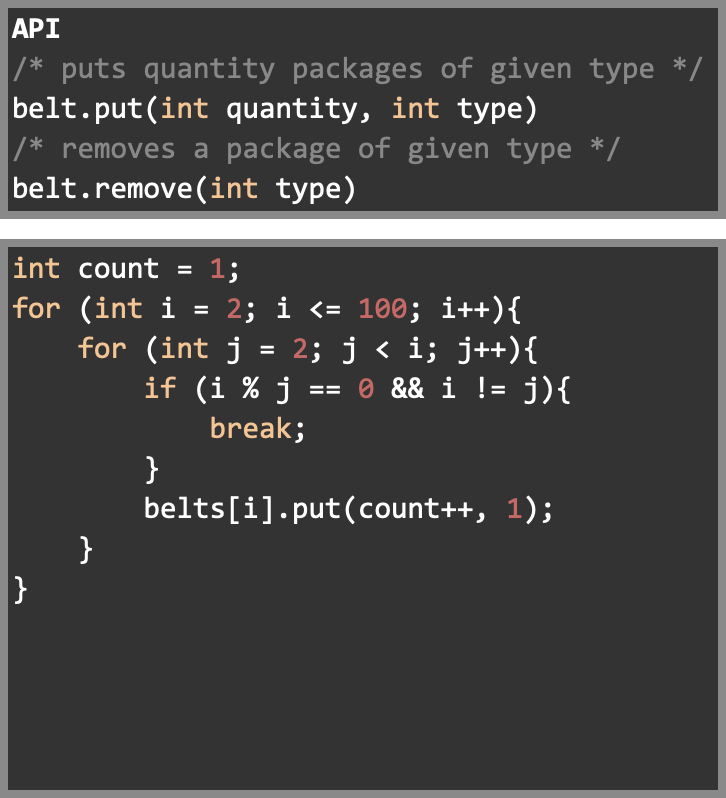 API
/* puts quantity packages of given type */
belt.put(int quantity, int type)
/* removes a package of given type */
belt.remove(int type)
int count = 1;
for (int i = 2; i <= 100; i++){
    for (int j = 2; j < i; j++){
        if (i % j == 0 && i != j){
            break;
        }
        belts[i].put(count++, 1);
    }
}